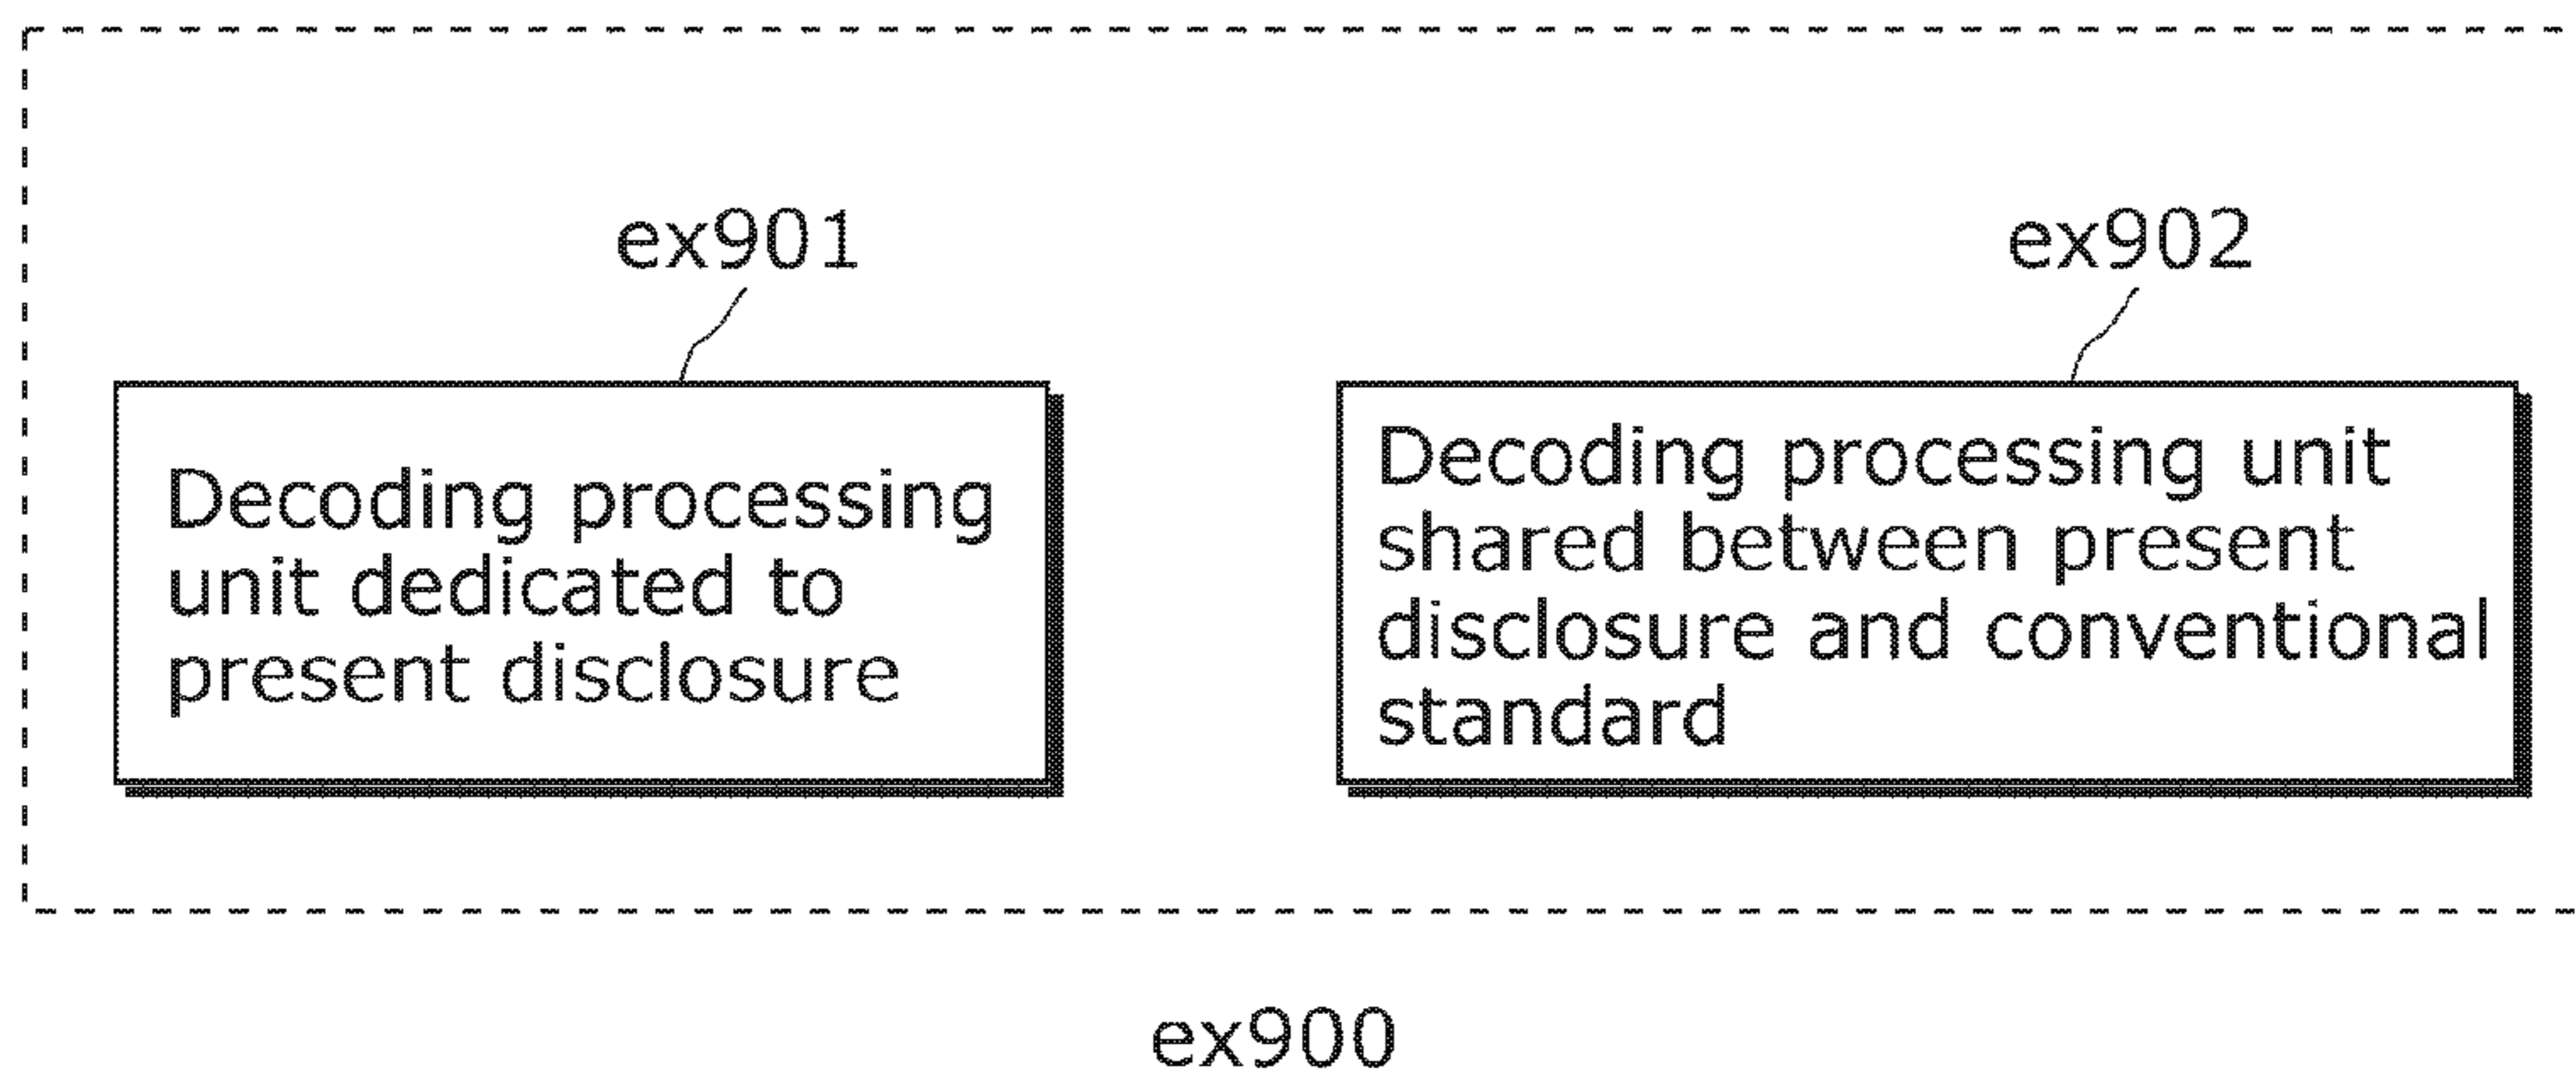 ex901
ex902
Decoding processing
unit dedicated to
present disclosure
Decoding processing unit
shared between present
disclosure and conventional
standard
ex900